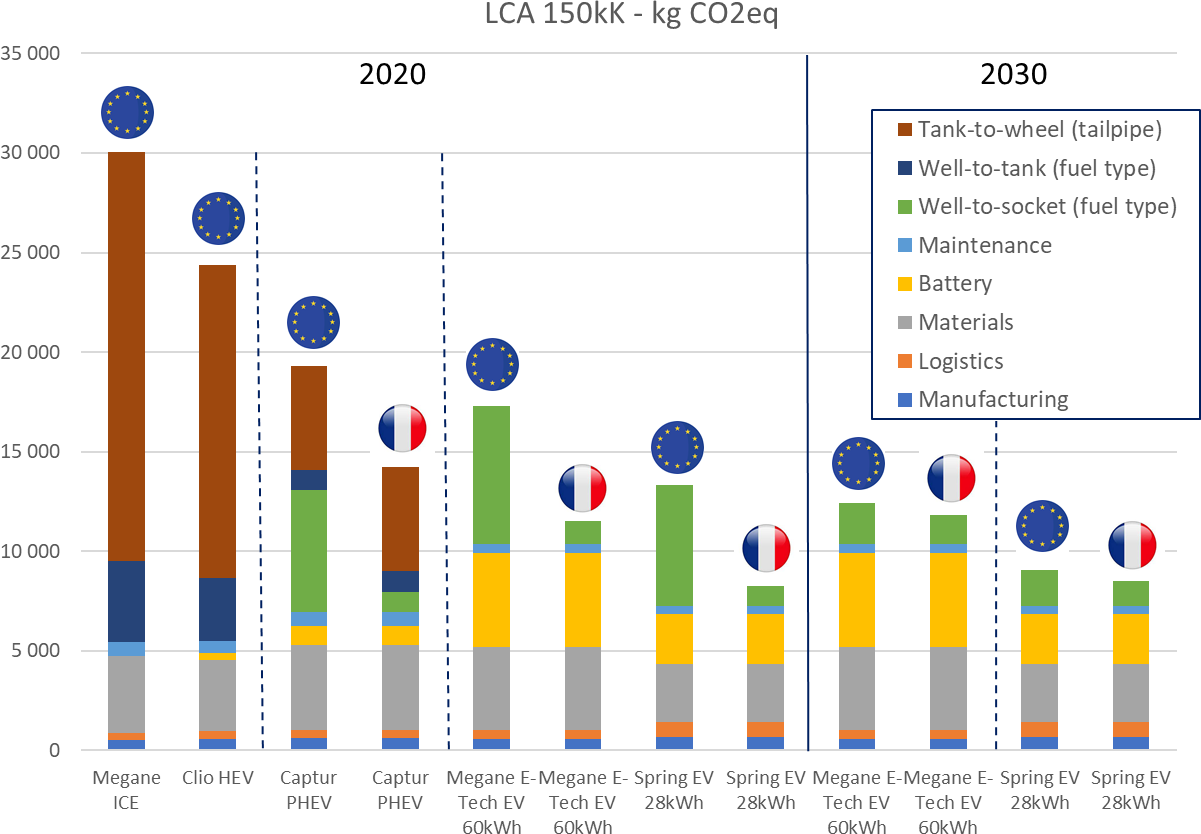 LCA 150kK - kg CO2eq
35 000
30 000
25 000
20 000
15 000
10 000
5 000
0
2020
2030
Tank-to-wheel (tailpipe)
Well-to-tank (fuel type)
Well-to-socket (fuel type)
Maintenance
Battery
Materials
Logistics
Manufacturing
Megane
ICE
Clio HEV
Captur
PHEV
Captur
PHEV
Megane E-
Tech EV
60kWh
Megane E-
Tech EV
60kWh
Spring EV
28kWh
Spring EV
28kWh
Megane E-
Tech EV
60kWh
Megane E-
Tech EV
60kWh
Spring EV
28kWh
Spring EV
28kWh